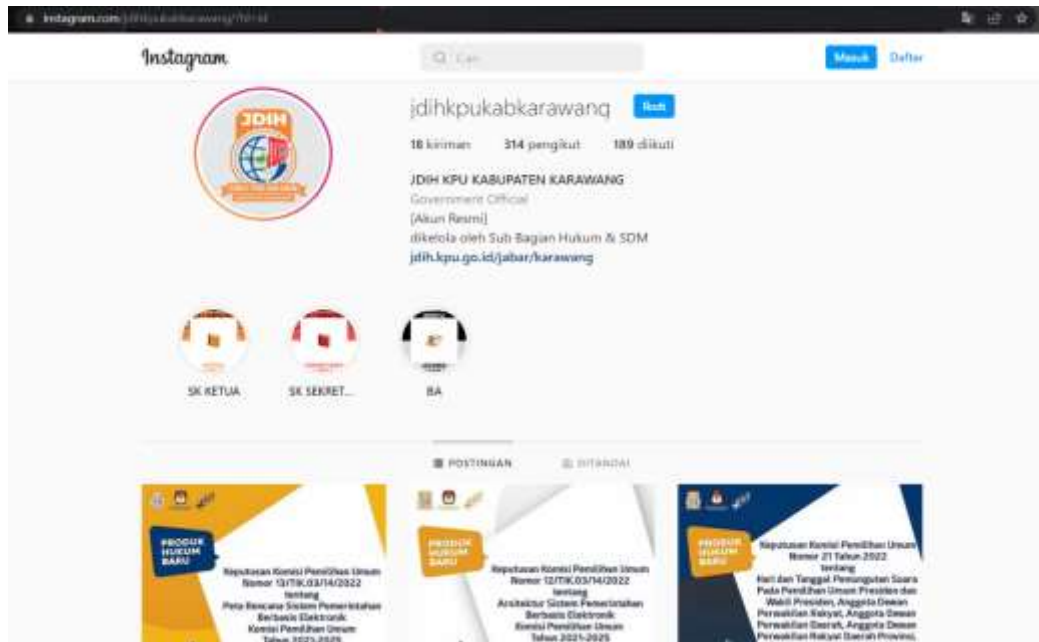 Instagram
Cari
Masuk
Daftar
JDIH
jdihkpukabkarawang
Ikuti
18 kiriman 314 pengikut 189 diikuti
JDIH KPU KABUPATEN KARAWANG
Government Official
[Akun Resmi]
dikelola oleh Sub Bagian Hukum & SDM
jdih.kpu.go.id/jabar/karawang
SK KETUA
SK SEKRET...
BA
POSTINGAN
DITANDAI
PRODUK
HUKUM
BARU
Keputusan Komisi Pemilihan Umum
Nomor 13/TIK.03/14/2022
tentang
Peta Rencana Sistem Pemerintahan
Berbasis Elektronik
Komisi Pemilihan Umum
Tahun 2021-2025
PRODUK
HUKUM
BARU
Keputusan Komisi Pemilihan Umum
Nomor 12/TIK.03/14/2022
tentang
Arsitektur Sistem Pemerintahan
Berbasis Elektronik
Komisi Pemilihan Umum
Tahun 2021-2025
PRODUK
HUKUM
BARU
Keputusan Komisi Pemilihan Umum
Nomor 21 Tahun 2022
tentang
Hari dan Tanggal Pemungutan Suara
Pada Pemilihan Umum Presiden dan
Wakil Presiden, Anggota Dewan
Perwakilan Rakyat, Anggota Dewan
Perwakilan Daerah, Anggota Dewan
Perwakilan Rakyat Daerah Provinsi,